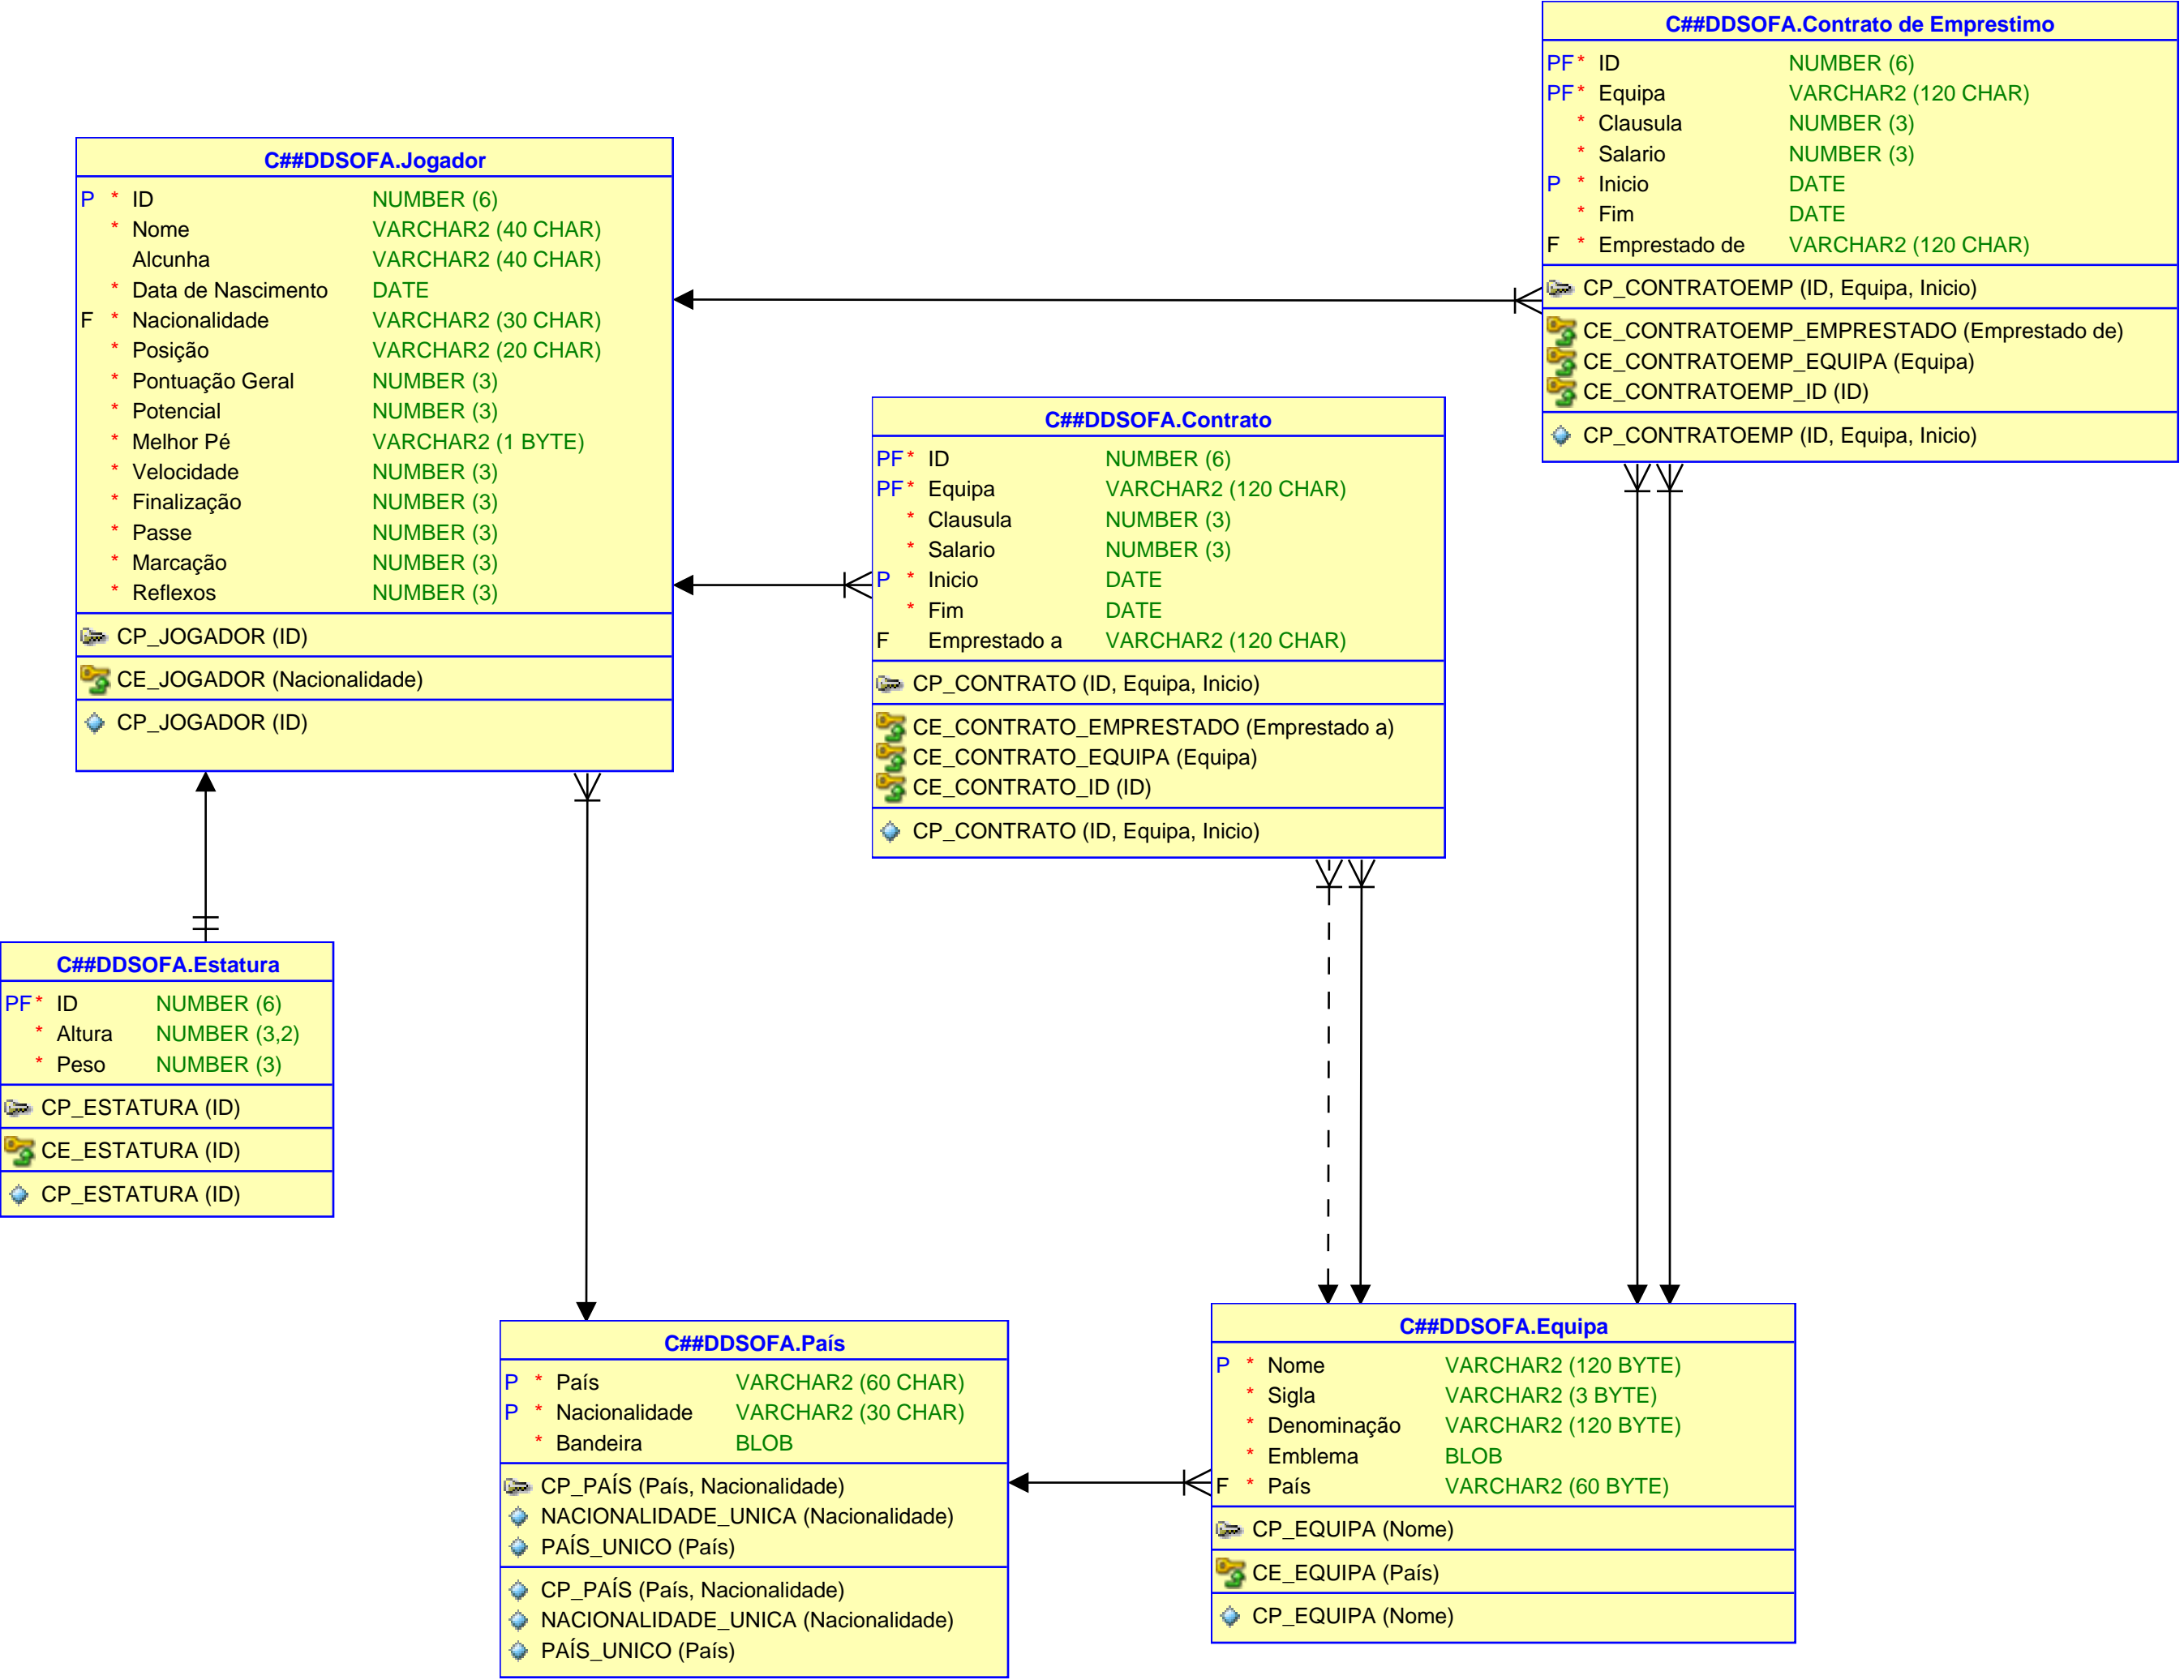 C##DDSOFA.Contrato de Emprestimo
PF* ID NUMBER (6)
PF* Equipa VARCHAR2 (120 CHAR)
* Clausula NUMBER (3)
* Salario NUMBER (3)
P * Inicio DATE
* Fim DATE
F * Emprestado de VARCHAR2 (120 CHAR)
CP_CONTRATOEMP (ID, Equipa, Inicio)
CE_CONTRATOEMP_EMPRESTADO (Emprestado de)
CE_CONTRATOEMP_EQUIPA (Equipa)
CE_CONTRATOEMP_ID (ID)
CP_CONTRATOEMP (ID, Equipa, Inicio)
C##DDSOFA.Jogador
P * ID NUMBER (6)
* Nome VARCHAR2 (40 CHAR)
Alcunha VARCHAR2 (40 CHAR)
* Data de Nascimento DATE
F * Nacionalidade VARCHAR2 (30 CHAR)
* Posição VARCHAR2 (20 CHAR)
* Pontuação Geral NUMBER (3)
* Potencial NUMBER (3)
* Melhor Pé VARCHAR2 (1 BYTE)
* Velocidade NUMBER (3)
* Finalização NUMBER (3)
* Passe NUMBER (3)
* Marcação NUMBER (3)
* Reflexos NUMBER (3)
CP_JOGADOR (ID)
CE_JOGADOR (Nacionalidade)
CP_JOGADOR (ID)
C##DDSOFA.Contrato
PF* ID NUMBER (6)
PF* Equipa VARCHAR2 (120 CHAR)
* Clausula NUMBER (3)
* Salario NUMBER (3)
P * Inicio DATE
* Fim DATE
F Emprestado a VARCHAR2 (120 CHAR)
CP_CONTRATO (ID, Equipa, Inicio)
CE_CONTRATO_EMPRESTADO (Emprestado a)
CE_CONTRATO_EQUIPA (Equipa)
CE_CONTRATO_ID (ID)
CP_CONTRATO (ID, Equipa, Inicio)
C##DDSOFA.Estatura
PF* ID NUMBER (6)
* Altura NUMBER (3,2)
* Peso NUMBER (3)
CP_ESTATURA (ID)
CE_ESTATURA (ID)
CP_ESTATURA (ID)
C##DDSOFA.País
P * País VARCHAR2 (60 CHAR)
P * Nacionalidade VARCHAR2 (30 CHAR)
* Bandeira BLOB
CP_PAÍS (País, Nacionalidade)
NACIONALIDADE_UNICA (Nacionalidade)
PAÍS_UNICO (País)
CP_PAÍS (País, Nacionalidade)
NACIONALIDADE_UNICA (Nacionalidade)
PAÍS_UNICO (País)
C##DDSOFA.Equipa
P * Nome VARCHAR2 (120 BYTE)
* Sigla VARCHAR2 (3 BYTE)
* Denominação VARCHAR2 (120 BYTE)
* Emblema BLOB
F * País VARCHAR2 (60 BYTE)
CP_EQUIPA (Nome)
CE_EQUIPA (País)
CP_EQUIPA (Nome)